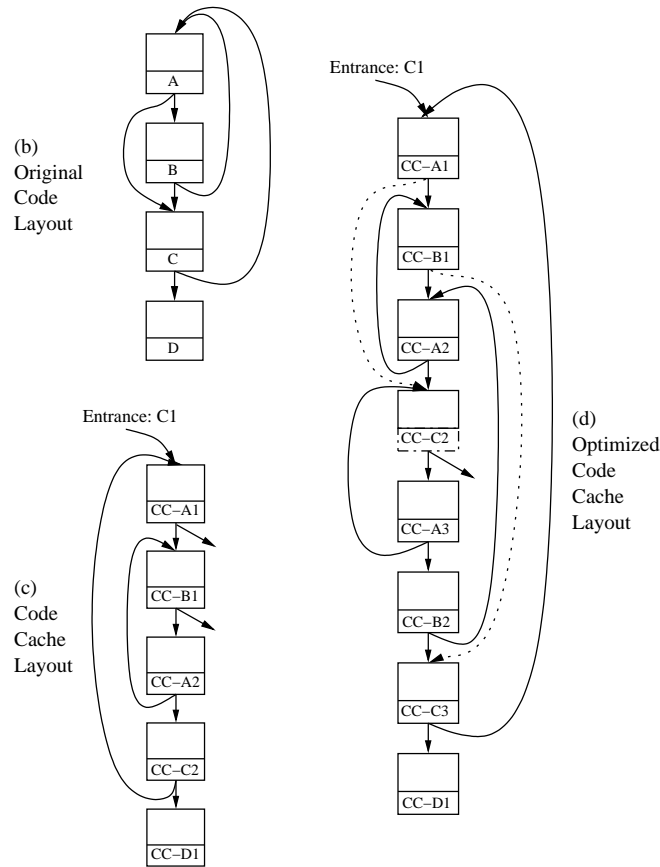 A
B
C
D
(b)
Original
Code
Layout
Entrance: C1
CC-A1
CC-B1
CC-A2
CC-C2
CC-D1
(c)
Code
Cache
Layout
Entrance: C1
CC-A1
CC-B1
CC-A2
CC-C2
CC-A3
CC-B2
CC-C3
CC-D1
(d)
Optimized
Code
Cache
Layout